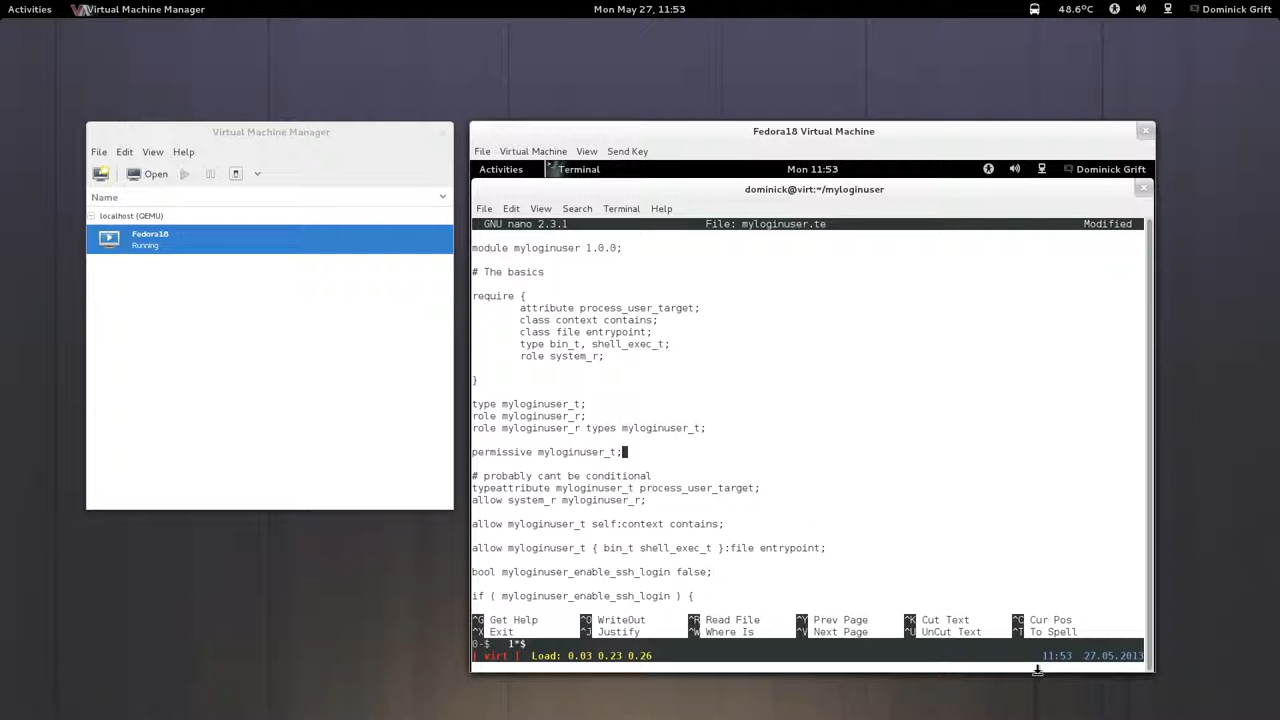 Activities Virtual Machine Manager Mon May 27, 11:53 48.6°C Dominick Grift
Virtual Machine Manager
File Edit View Help
Open
Name
localhost (QEMU)
Fedora18
Running
Fedora18 Virtual Machine
File Virtual Machine View Send Key
Activities Terminal Mon 11:53 Dominick Grift
dominick@virt:~/myloginuser
File Edit View Search Terminal Help
GNU nano 2.3.1 File: myloginuser.te Modified
module myloginuser 1.0.0;
# The basics
require {
attribute process_user_target;
class context contains;
class file entrypoint;
type bin_t, shell_exec_t;
role system_r;
}
type myloginuser_t;
role myloginuser_r;
role myloginuser_r types myloginuser_t;
permissive myloginuser_t;
# probably cant be conditional
typeattribute myloginuser_t process_user_target;
allow system_r myloginuser_r;
allow myloginuser_t self:context contains;
allow myloginuser_t { bin_t shell_exec_t }:file entrypoint;
bool myloginuser_enable_ssh_login false;
if ( myloginuser_enable_ssh_login ) {
^G Get Help ^O WriteOut ^R Read File ^Y Prev Page ^K Cut Text ^C Cur Pos
^X Exit ^J Justify ^W Where Is ^V Next Page ^U UnCut Text ^T To Spell
0-$ 1*$
[ virt ] Load: 0.03 0.23 0.26 11:53 27.05.2013